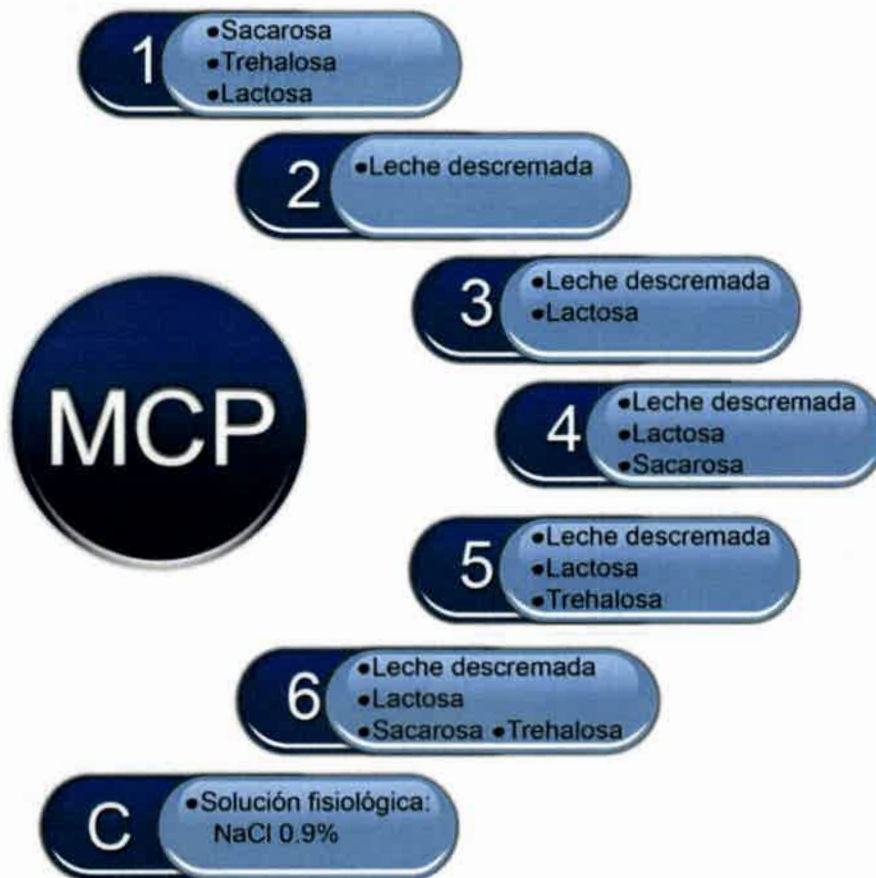 1
•Sacarosa
•Trehalosa
•Lactosa
2
•Leche descremada
3
•Leche descremada
•Lactosa
MCP
4
•Leche descremada
•Lactosa
•Sacarosa
5
•Leche descremada
•Lactosa
•Trehalosa
6
•Leche descremada
•Lactosa
•Sacarosa •Trehalosa
C
•Solución fisiológica:
NaCl 0.9%